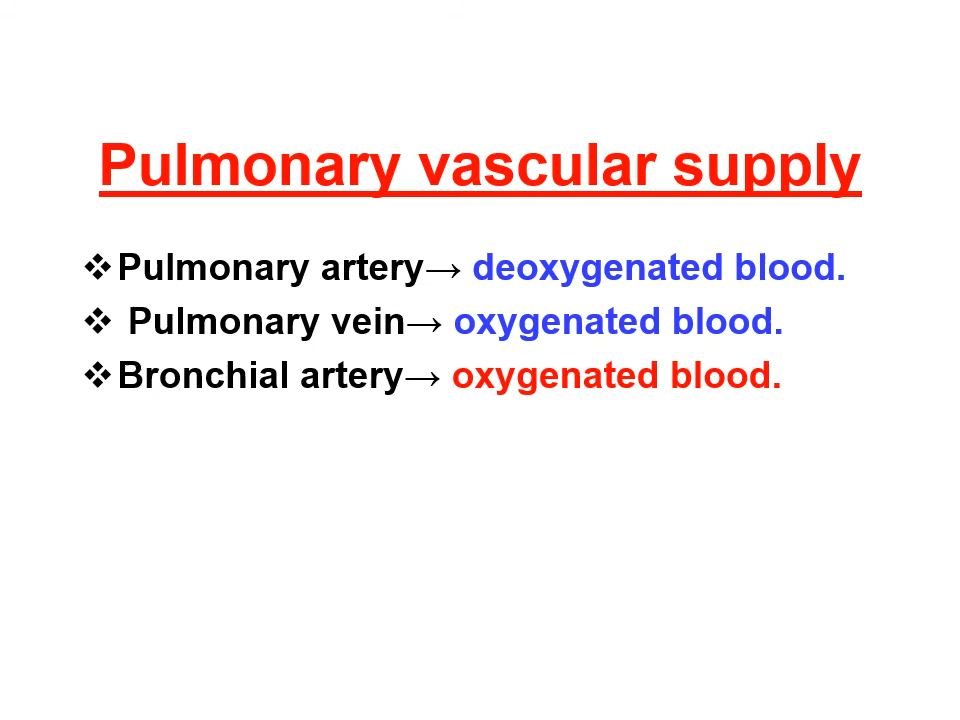 Pulmonary vascular supply
❖Pulmonary artery→ deoxygenated blood.
❖ Pulmonary vein→ oxygenated blood.
❖Bronchial artery→ oxygenated blood.